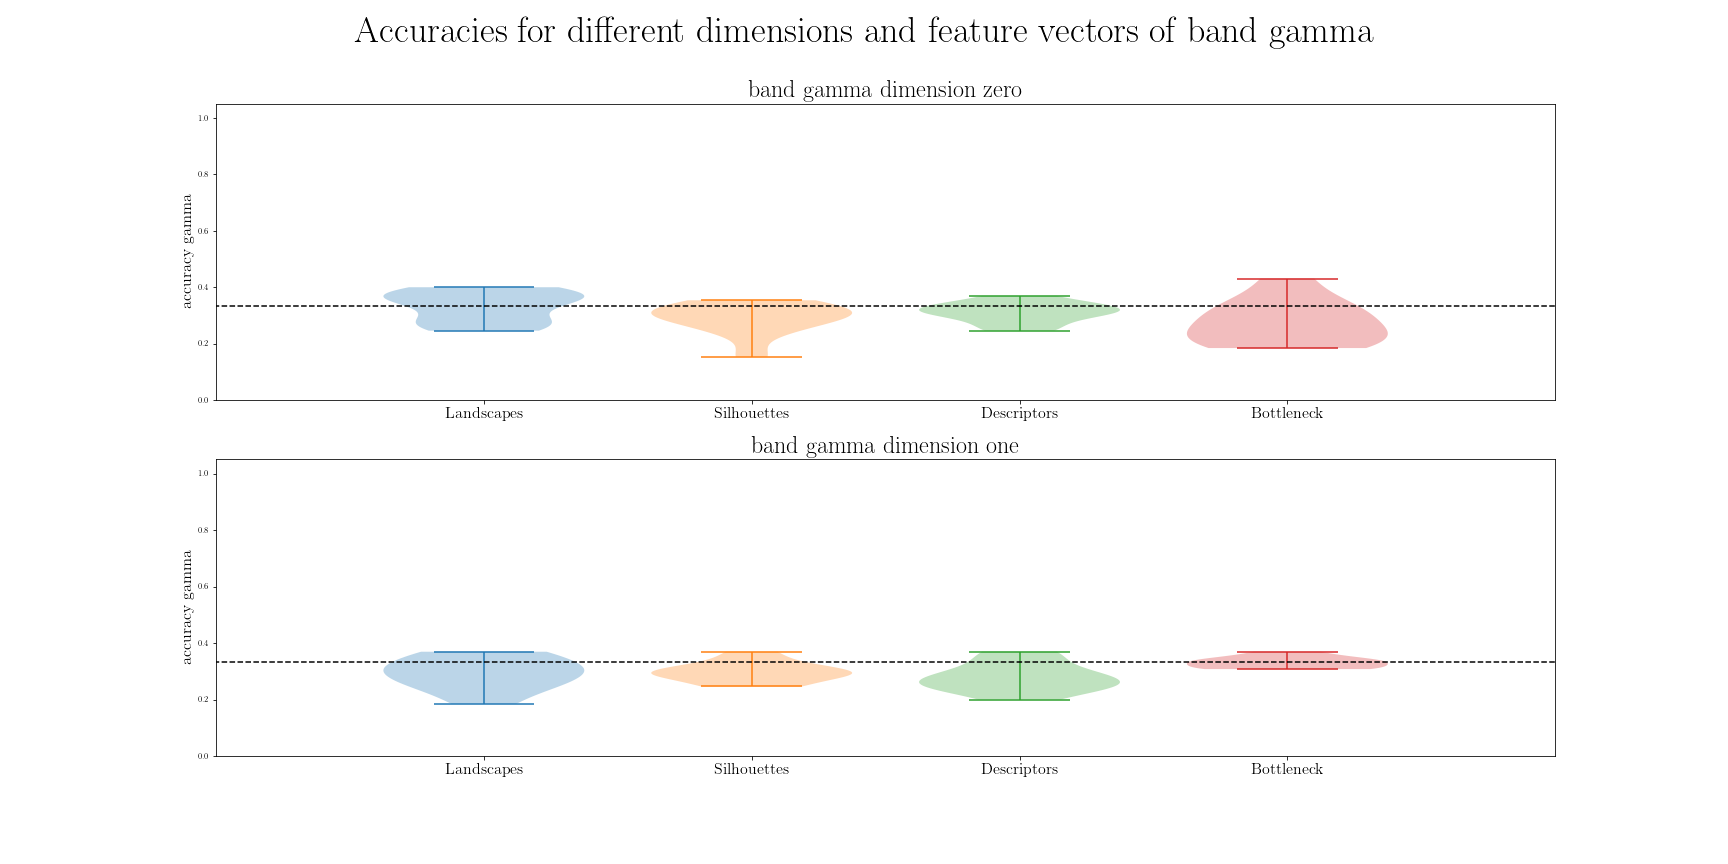 Accuracies for different dimensions and feature vectors of band gamma
band gamma dimension zero
1.0
0.8
0.6
0.4
0.2
0.0
accuracy gamma
Landscapes Silhouettes Descriptors Bottleneck
band gamma dimension one
1.0
0.8
0.6
0.4
0.2
0.0
accuracy gamma
Landscapes Silhouettes Descriptors Bottleneck